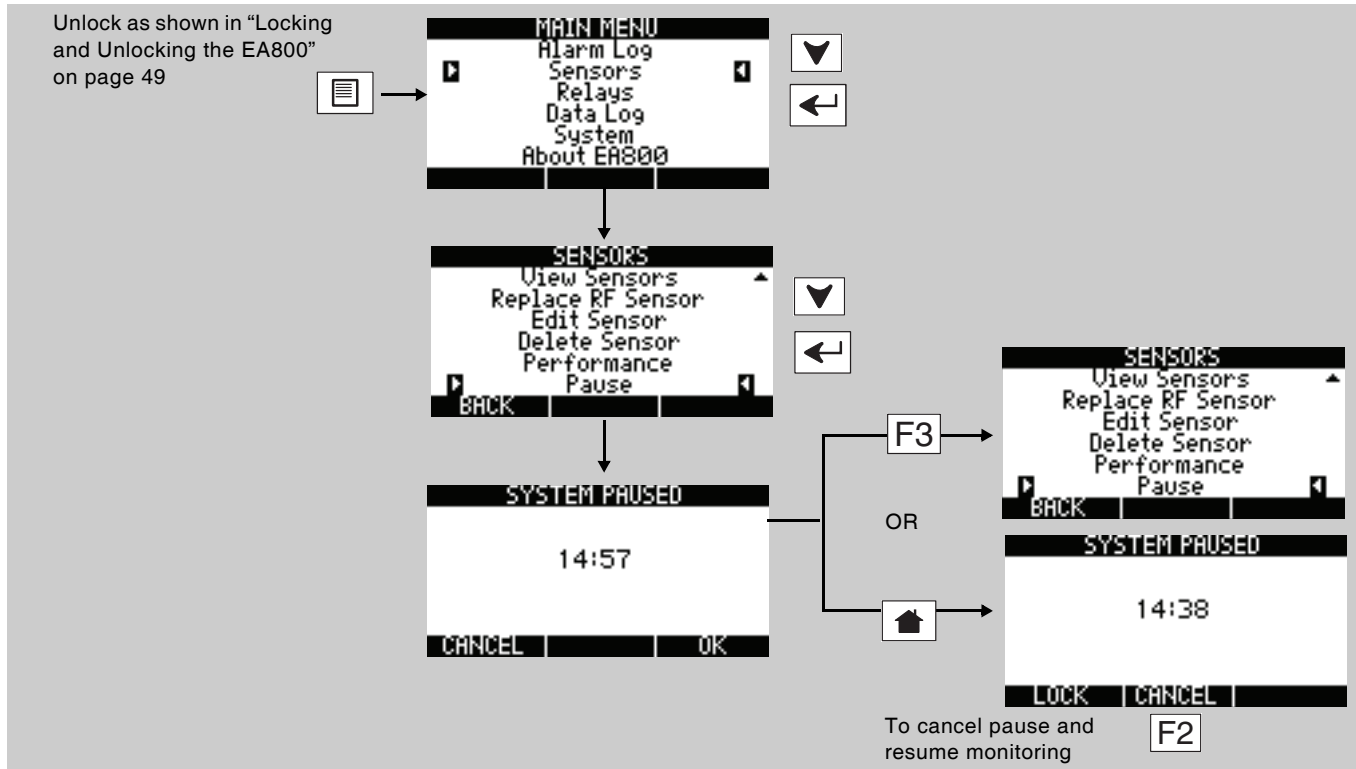 Unlock as shown in “Locking
and Unlocking the EA800”
on page 49
MAIN MENU
Alarm Log
Sensors
Relays
Data Log
System
About EA800
SENSORS
View Sensors
Replace RF Sensor
Edit Sensor
Delete Sensor
Performance
Pause
BACK
SYSTEM PAUSED
14:57
CANCEL OK
F3
OR
SENSORS
View Sensors
Replace RF Sensor
Edit Sensor
Delete Sensor
Performance
Pause
BACK
SYSTEM PAUSED
14:38
LOCK CANCEL
To cancel pause and
resume monitoring
F2